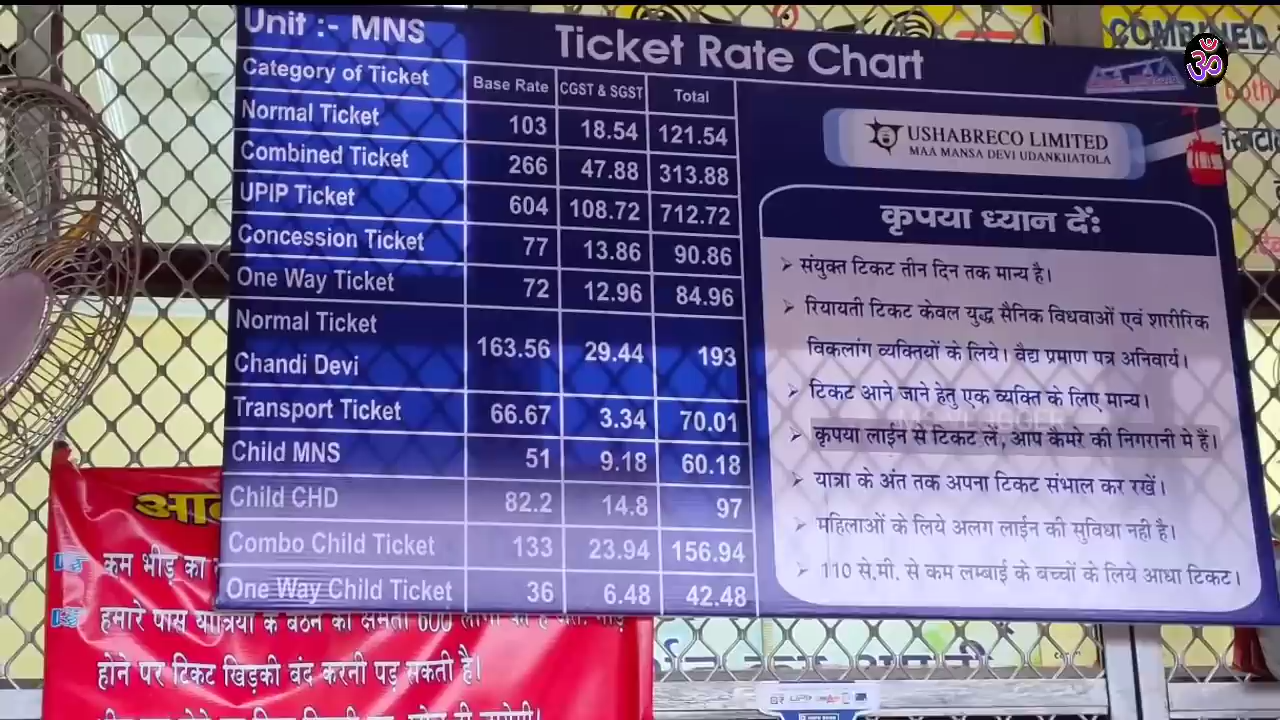 Unit :- MNS
Ticket Rate Chart
Category of Ticket Base Rate CGST & SGST Total
Normal Ticket 103 18.54 121.54
Combined Ticket 266 47.88 313.88
UPIP Ticket 604 108.72 712.72
Concession Ticket 77 13.86 90.86
One Way Ticket 72 12.96 84.96
Normal Ticket
Chandi Devi 163.56 29.44 193
Transport Ticket 66.67 3.34 70.01
Child MNS 51 9.18 60.18
Child CHD 82.2 14.8 97
Combo Child Ticket 133 23.94 156.94
One Way Child Ticket 36 6.48 42.48
COMBINED
ॐ
USHABRECO LIMITED
MAA MANSA DEVI UDANKHATOLA
कृपया ध्यान दें:
संयुक्त टिकट तीन दिन तक मान्य है।
रियायती टिकट केवल युद्ध सैनिक विधवाओं एवं शारीरिक
विकलांग व्यक्तियों के लिये। वैद्य प्रमाण पत्र अनिवार्य।
टिकट आने जाने हेतु एक व्यक्ति के लिए मान्य।
कृपया लाईन से टिकट लें, आप कैमरे की निगरानी मे हैं।
यात्रा के अंत तक अपना टिकट संभाल कर रखें।
महिलाओं के लिये अलग लाईन की सुविधा नही है।
110 से.मी. से कम लम्बाई के बच्चों के लिये आधा टिकट।
कम भीड़ का
हमारे पास यात्रियों के बैठने की क्षमता 600 लोगों की है अतः भीड़
होने पर टिकट खिड़की बंद करनी पड़ सकती है।